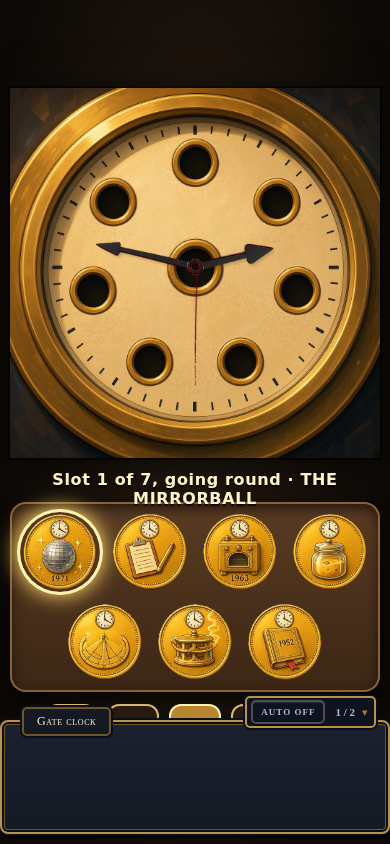 Slot 1 of 7, going round · THE
MIRRORBALL
1971
1963
1952
Gate clock
AUTO OFF
1 / 2 ▾